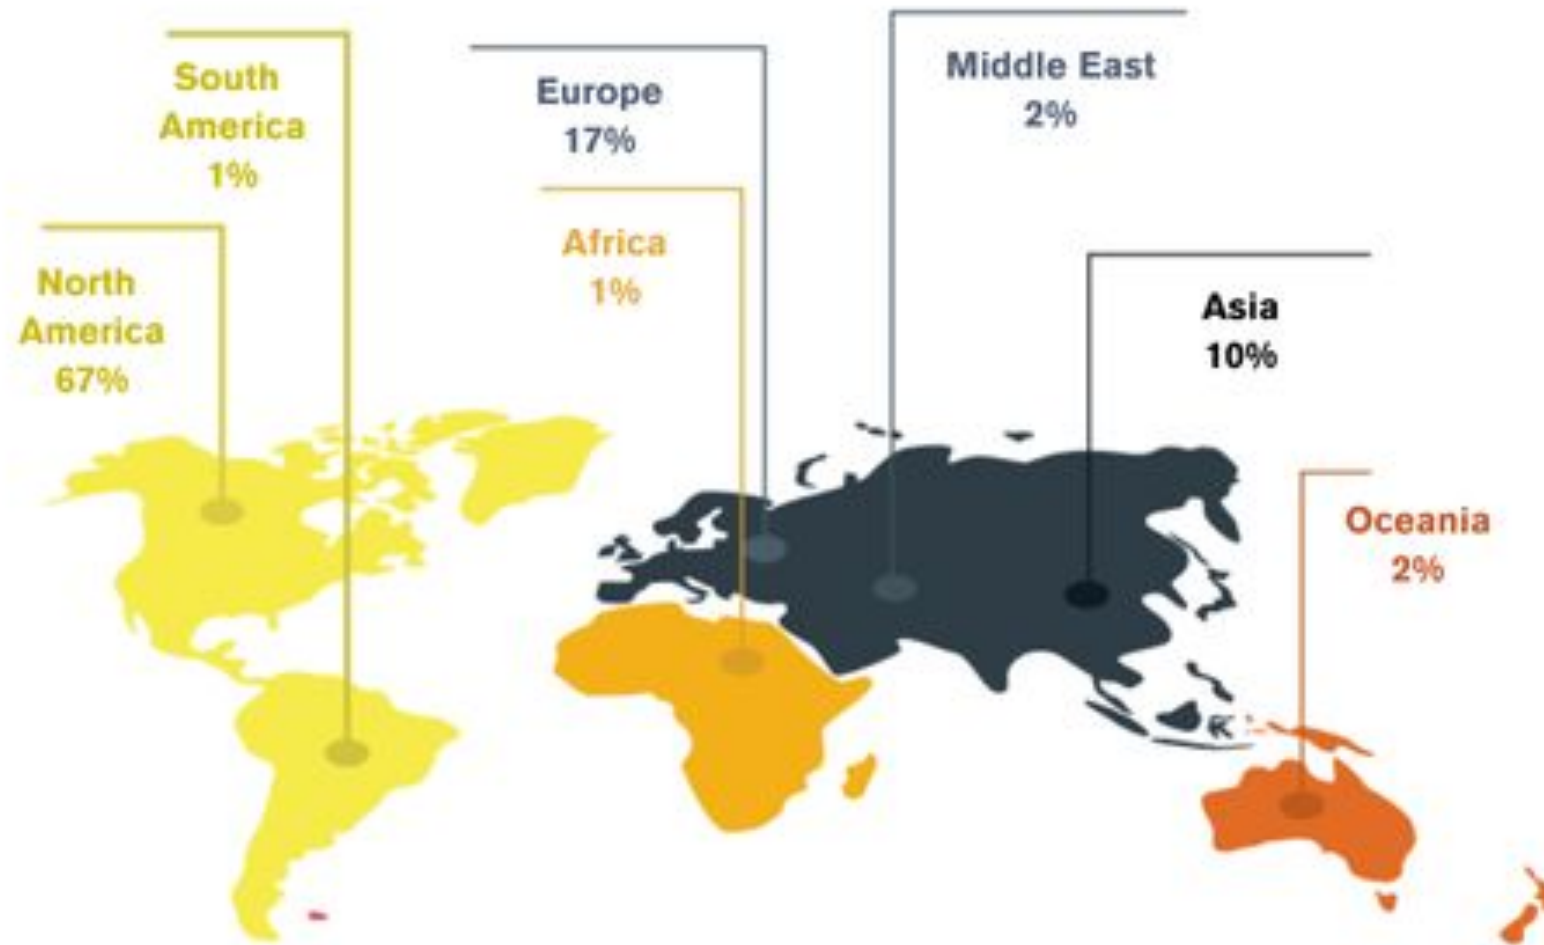 South
America
1%
Europe
17%
Middle East
2%
Africa
1%
North
America
67%
Asia
10%
Oceania
2%